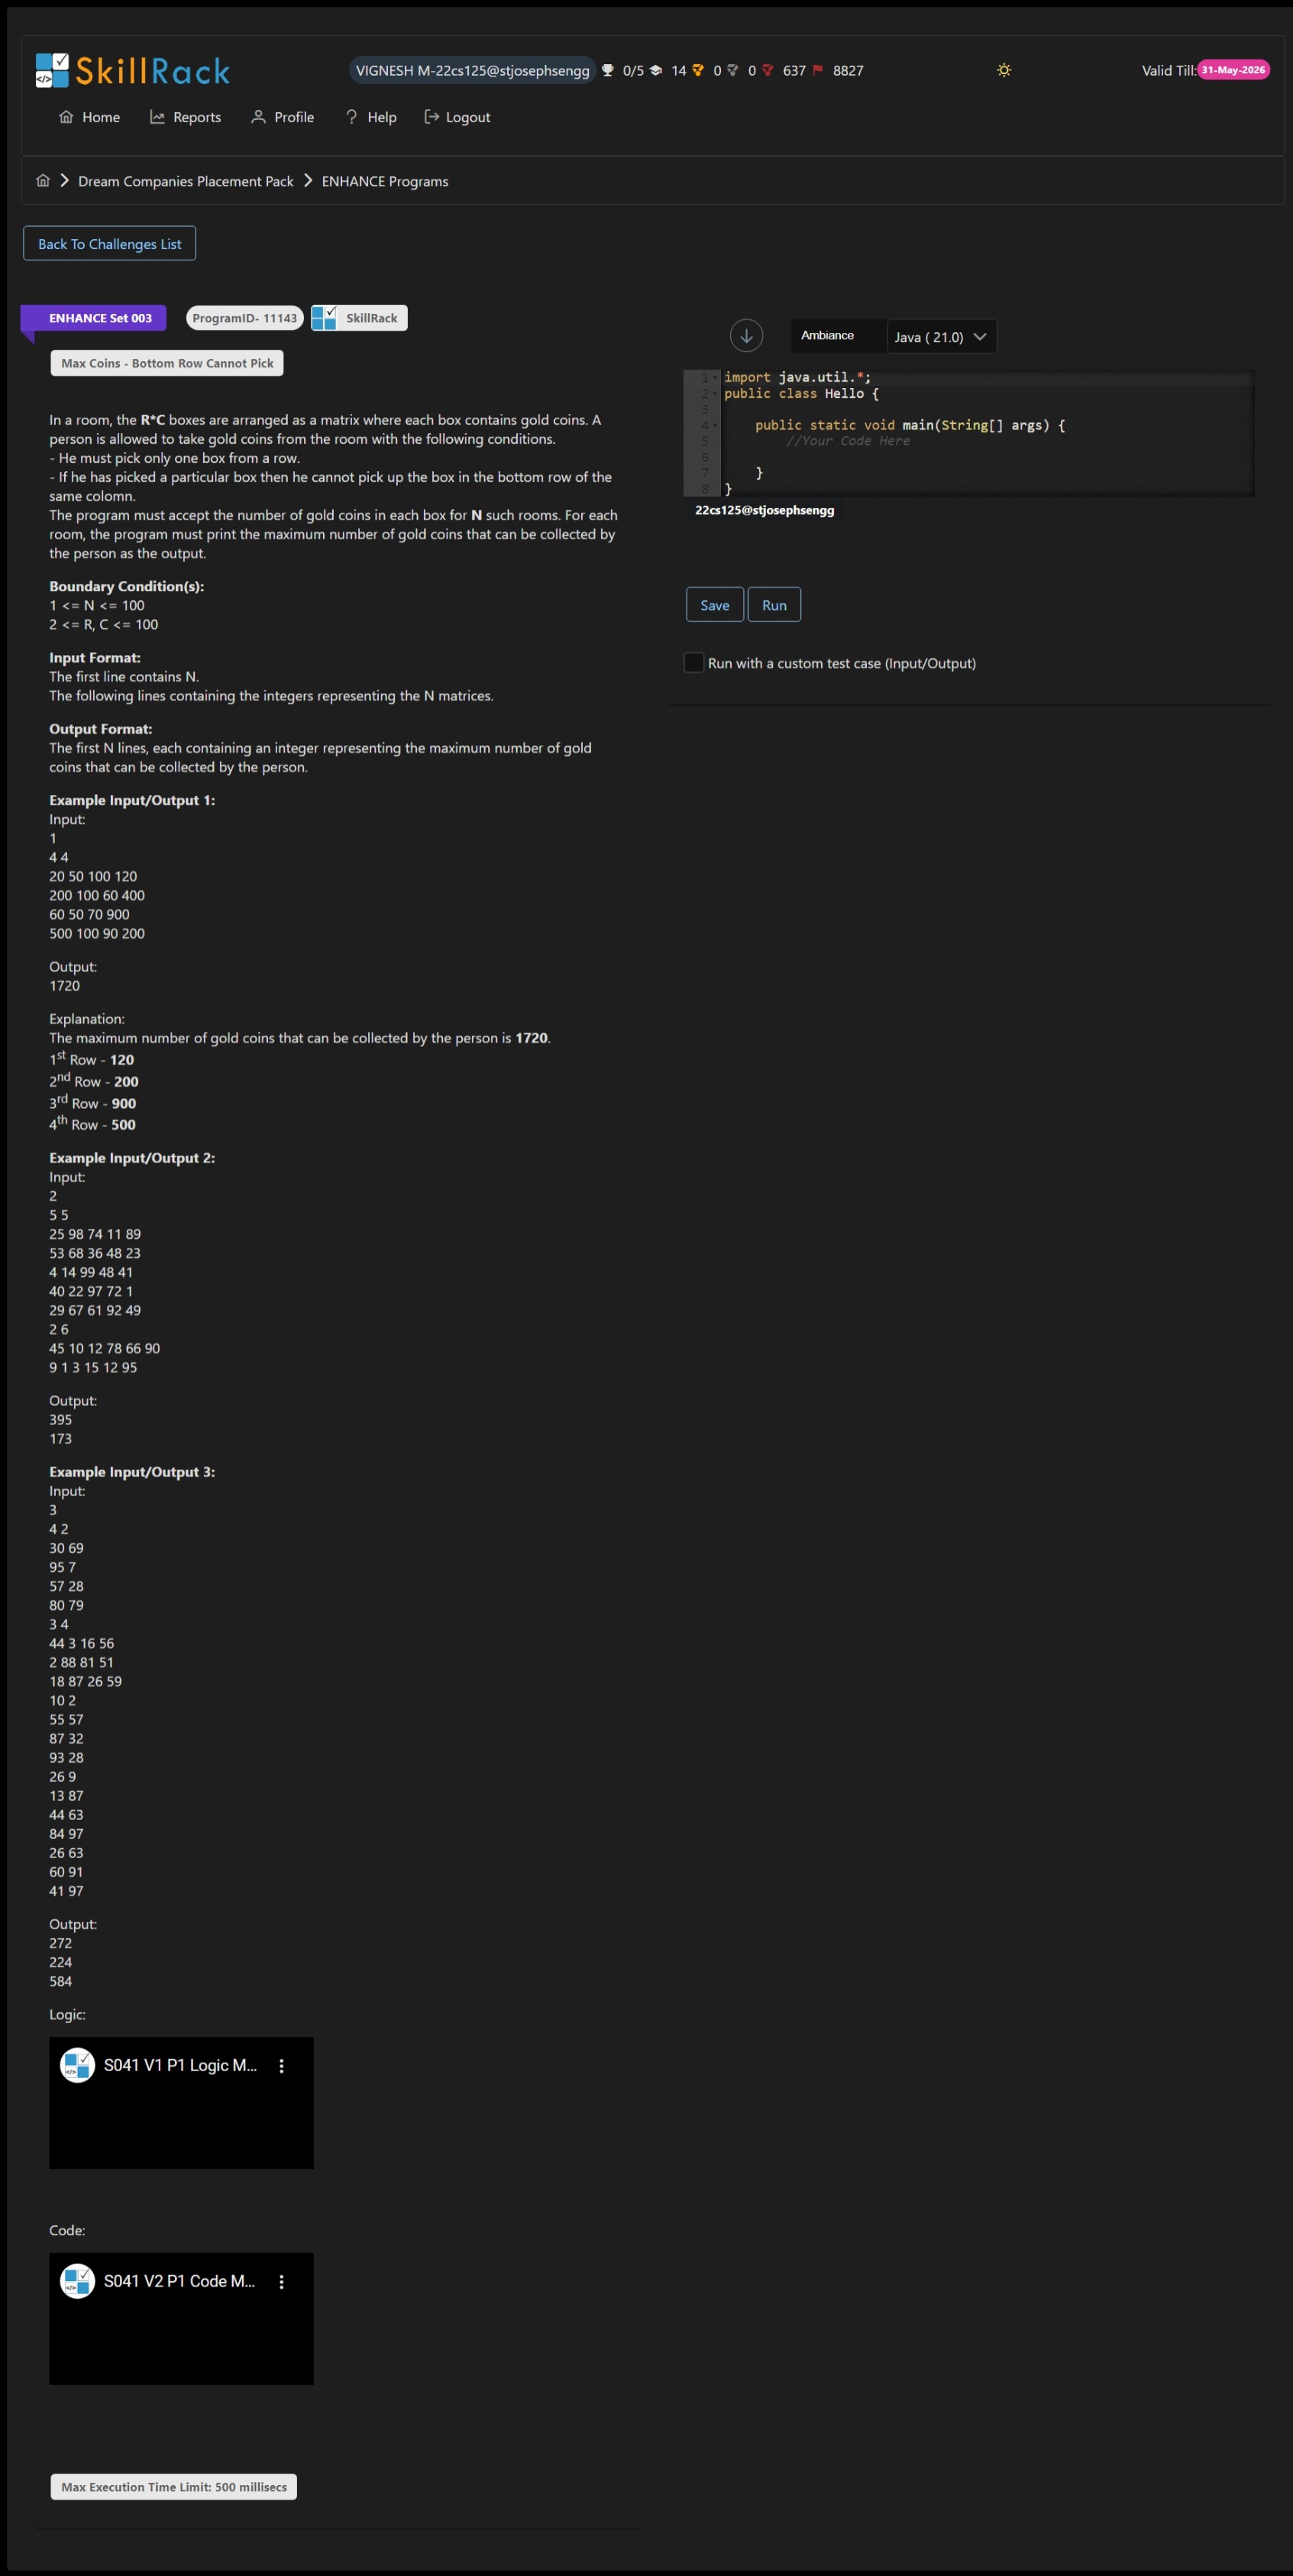 SkillRack
VIGNESH M-22cs125@stjosephsengg 0/5 14 0 0 637 8827
Valid Till: 31-May-2026
Home Reports Profile Help Logout
Dream Companies Placement Pack ENHANCE Programs
Back To Challenges List
ENHANCE Set 003 ProgramID- 11143 SkillRack
Max Coins - Bottom Row Cannot Pick
In a room, the R*C boxes are arranged as a matrix where each box contains gold coins. A
person is allowed to take gold coins from the room with the following conditions.
- He must pick only one box from a row.
- If he has picked a particular box then he cannot pick up the box in the bottom row of the
same colomn.
The program must accept the number of gold coins in each box for N such rooms. For each
room, the program must print the maximum number of gold coins that can be collected by
the person as the output.
Boundary Condition(s):
1 <= N <= 100
2 <= R, C <= 100
Input Format:
The first line contains N.
The following lines containing the integers representing the N matrices.
Output Format:
The first N lines, each containing an integer representing the maximum number of gold
coins that can be collected by the person.
Example Input/Output 1:
Input:
1
4 4
20 50 100 120
200 100 60 400
60 50 70 900
500 100 90 200
Output:
1720
Explanation:
The maximum number of gold coins that can be collected by the person is 1720.
1st Row - 120
2nd Row - 200
3rd Row - 900
4th Row - 500
Example Input/Output 2:
Input:
2
5 5
25 98 74 11 89
53 68 36 48 23
4 14 99 48 41
40 22 97 72 1
29 67 61 92 49
2 6
45 10 12 78 66 90
9 1 3 15 12 95
Output:
395
173
Example Input/Output 3:
Input:
3
4 2
30 69
95 7
57 28
80 79
3 4
44 3 16 56
2 88 81 51
18 87 26 59
10 2
55 57
87 32
93 28
26 9
13 87
44 63
84 97
26 63
60 91
41 97
Output:
272
224
584
Logic:
S041 V1 P1 Logic M...
Code:
S041 V2 P1 Code M...
Max Execution Time Limit: 500 millisecs
Ambiance Java ( 21.0)
1 import java.util.*;
2 public class Hello {
3
4 public static void main(String[] args) {
5 //Your Code Here
6
7 }
8 }
22cs125@stjosephsengg
Save Run
Run with a custom test case (Input/Output)